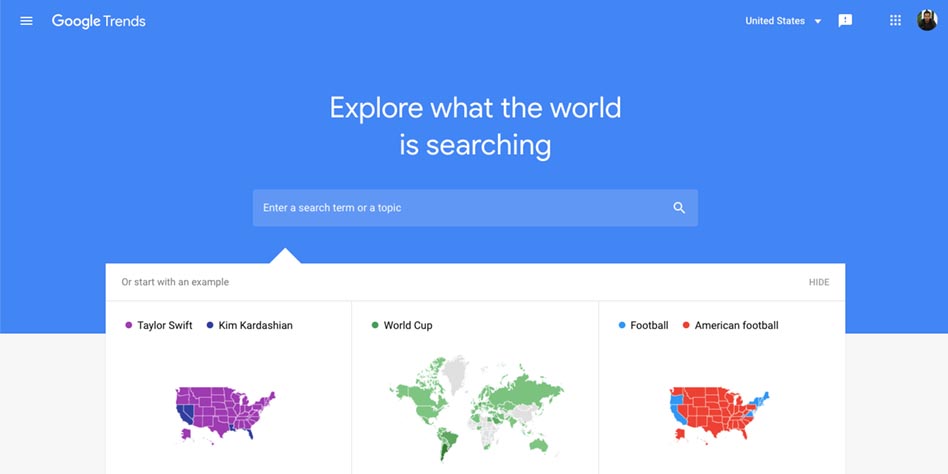 Google Trends
United States
Explore what the world
is searching
Enter a search term or a topic
Or start with an example
HIDE
Taylor Swift
Kim Kardashian
World Cup
Football
American football